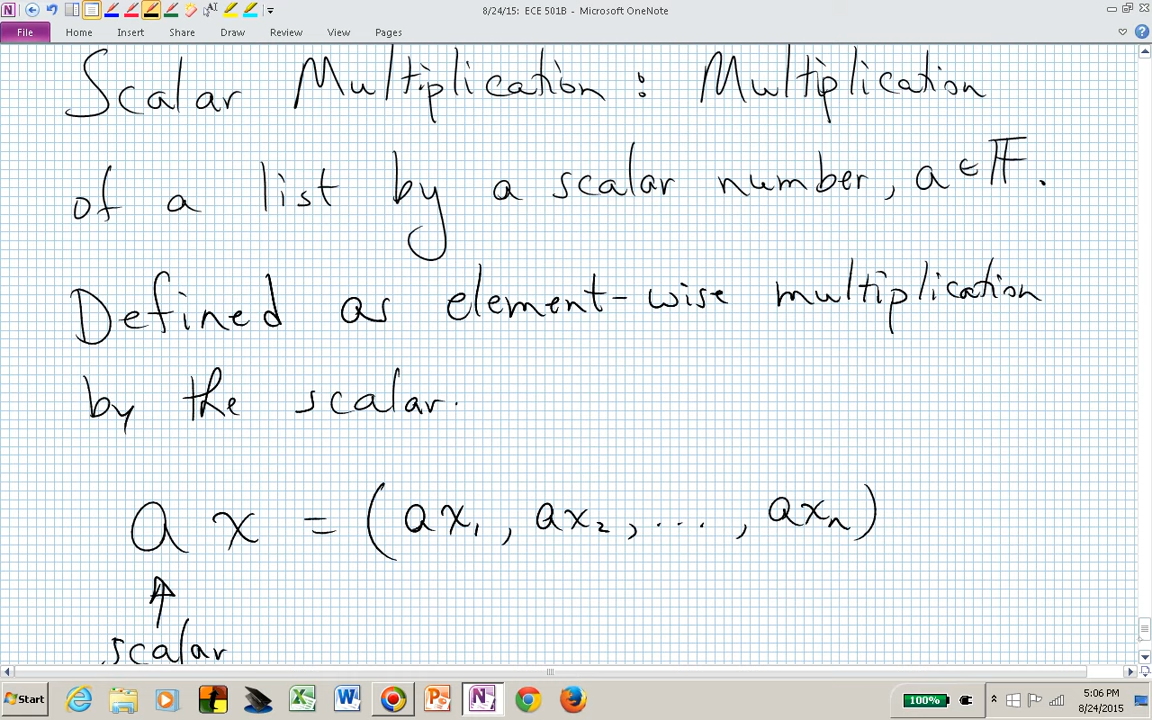 8/24/15: ECE 501B - Microsoft OneNote
File Home Insert Share Draw Review View Pages
Scalar Multiplication: Multiplication
of a list by a scalar number, a ∈ 𝔽.
Defined as element-wise multiplication
by the scalar.
a x = (ax₁, ax₂, ..., axₙ)
scalar
Start 100% 5:06 PM
8/24/2015